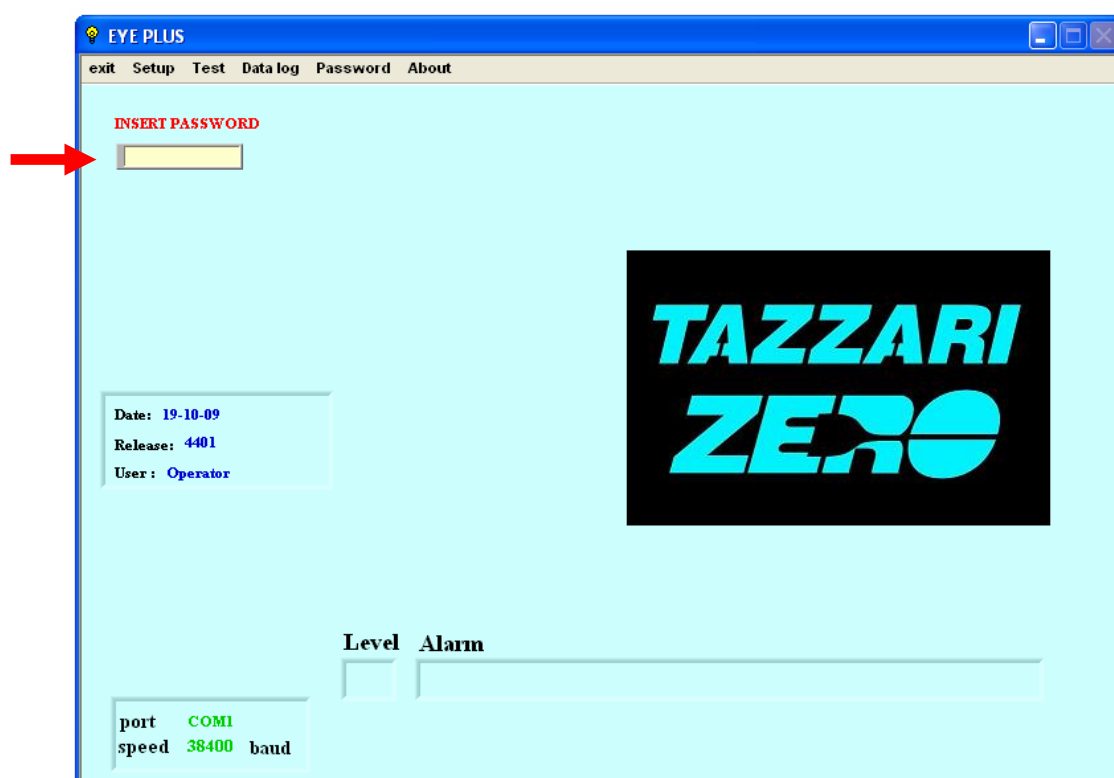 EYE PLUS
exit Setup Test Data log Password About
INSERT PASSWORD
TAZZARI
ZERO
Date: 19-10-09
Release: 4401
User : Operator
Level Alarm
port COM1
speed 38400 baud